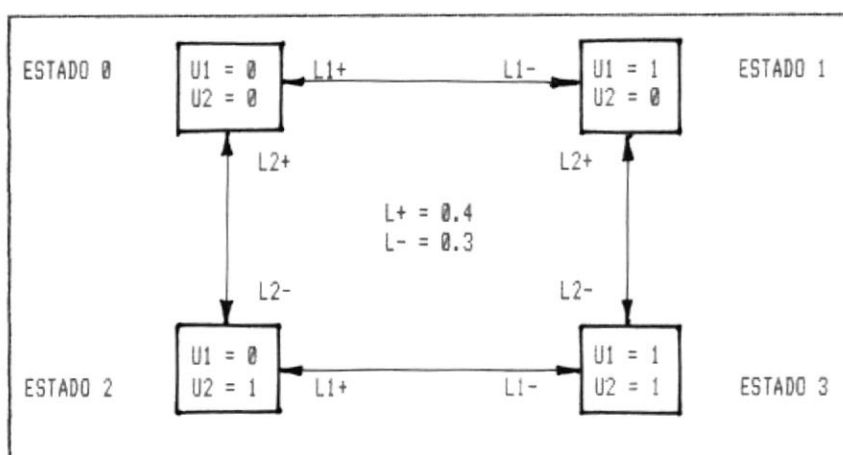 ESTADO 0
U1 = 0
U2 = 0
L1+
L1-
U1 = 1
U2 = 0
ESTADO 1
L2+
L2+
L+ = 0.4
L- = 0.3
L2-
L2-
ESTADO 2
U1 = 0
U2 = 1
L1+
L1-
U1 = 1
U2 = 1
ESTADO 3